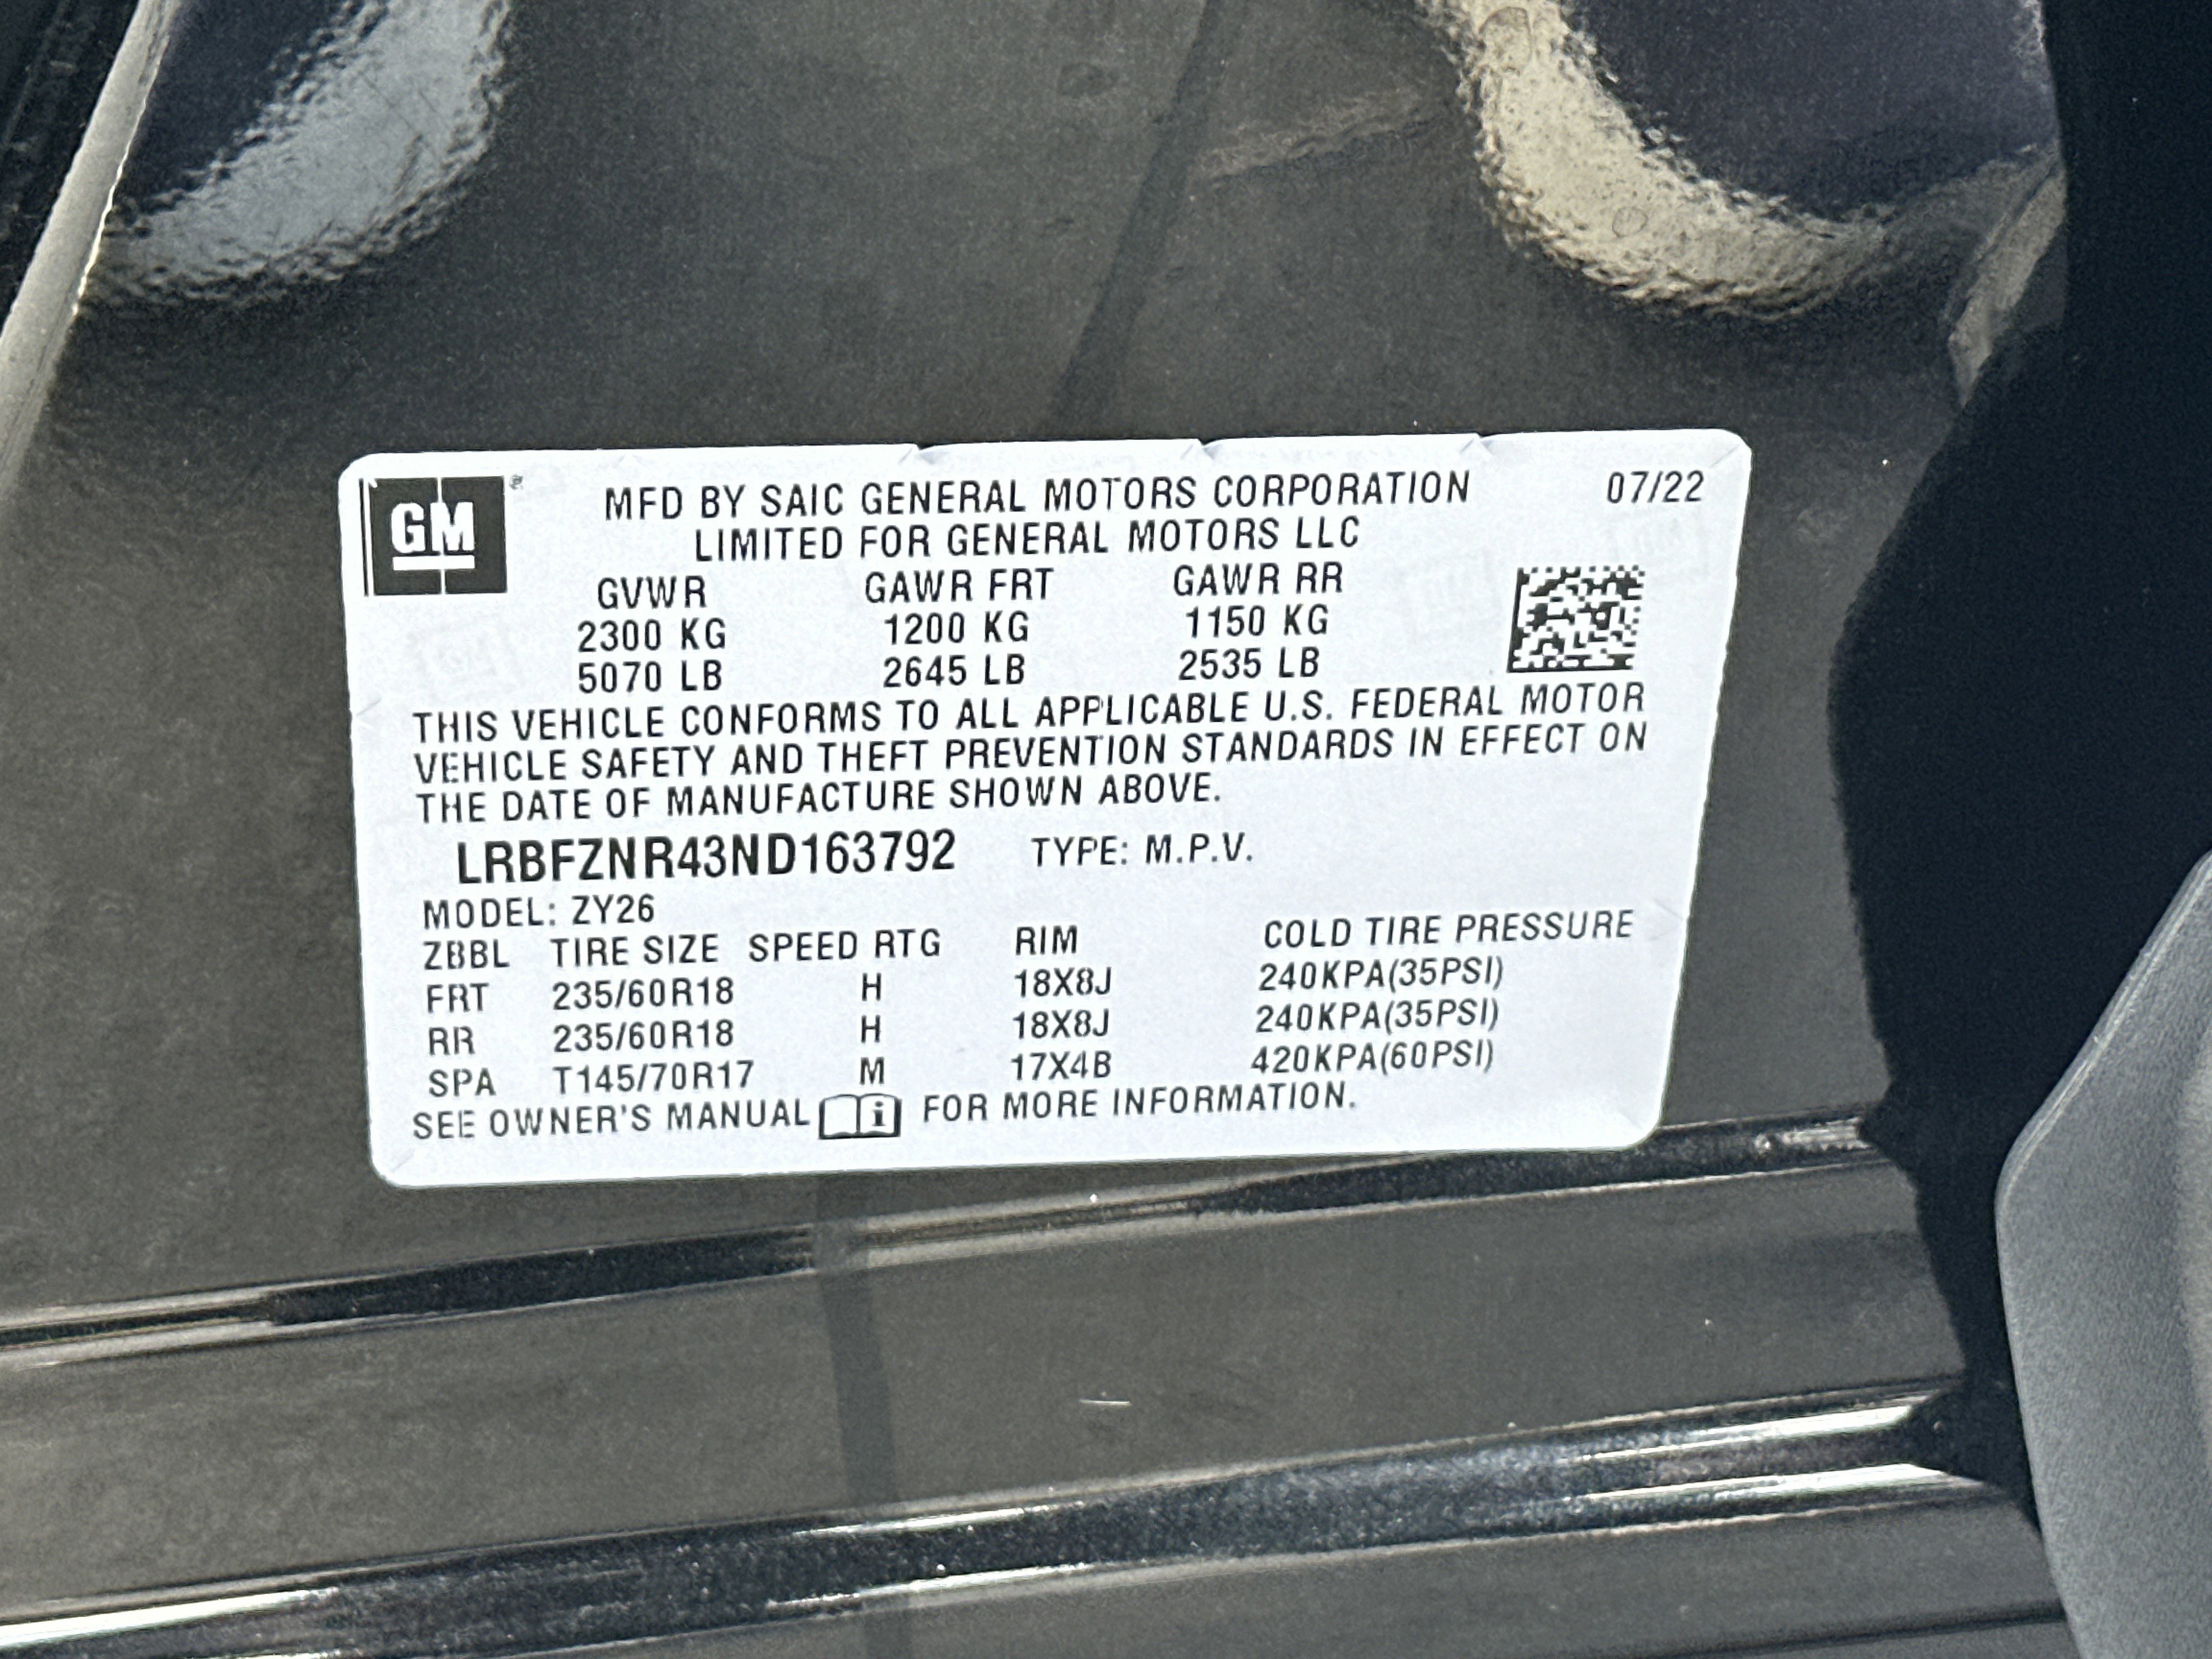 GM
MFD BY SAIC GENERAL MOTORS CORPORATION 07/22
LIMITED FOR GENERAL MOTORS LLC
GVWR GAWR FRT GAWR RR
2300 KG 1200 KG 1150 KG
5070 LB 2645 LB 2535 LB
THIS VEHICLE CONFORMS TO ALL APPLICABLE U.S. FEDERAL MOTOR
VEHICLE SAFETY AND THEFT PREVENTION STANDARDS IN EFFECT ON
THE DATE OF MANUFACTURE SHOWN ABOVE.
LRBFZNR43ND163792 TYPE: M.P.V.
MODEL: ZY26
ZBBL TIRE SIZE SPEED RTG RIM COLD TIRE PRESSURE
FRT 235/60R18 H 18X8J 240KPA(35PSI)
RR 235/60R18 H 18X8J 240KPA(35PSI)
SPA T145/70R17 M 17X4B 420KPA(60PSI)
SEE OWNER'S MANUAL i FOR MORE INFORMATION.